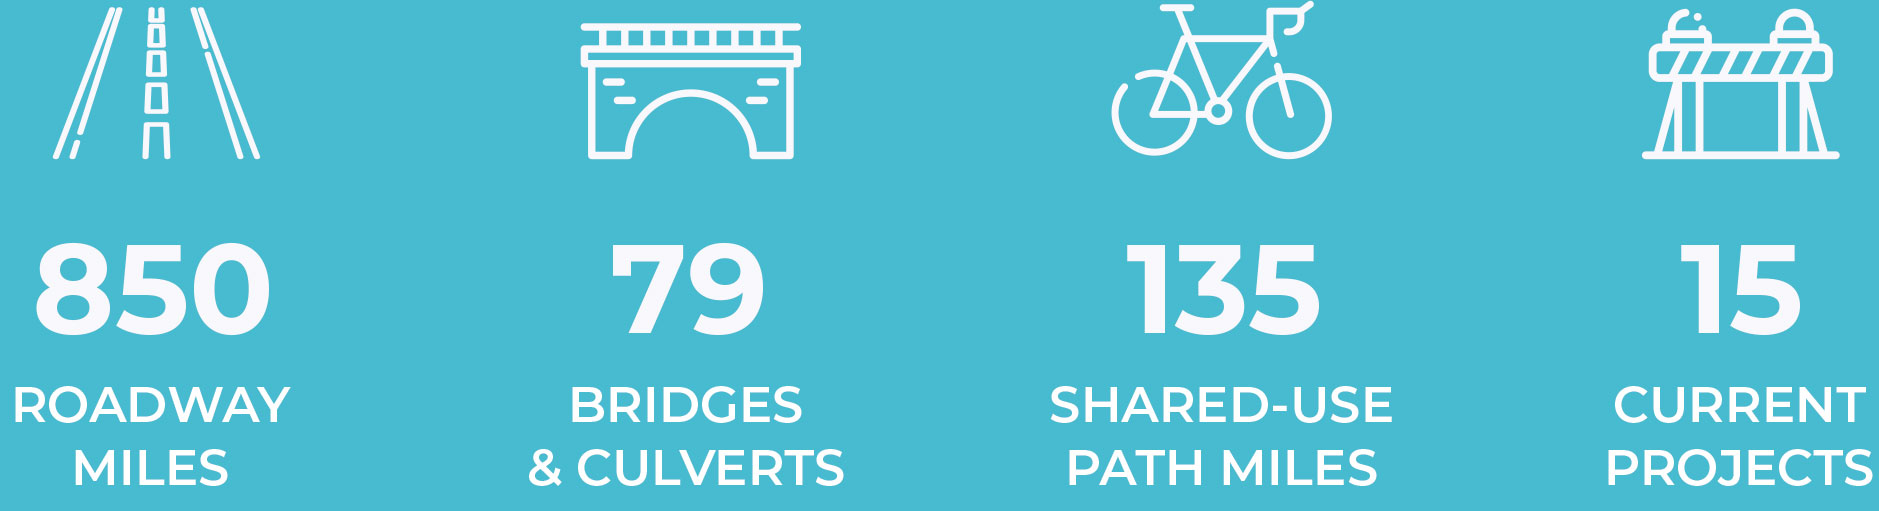 850
ROADWAY
MILES
79
BRIDGES
& CULVERTS
135
SHARED-USE
PATH MILES
15
CURRENT
PROJECTS